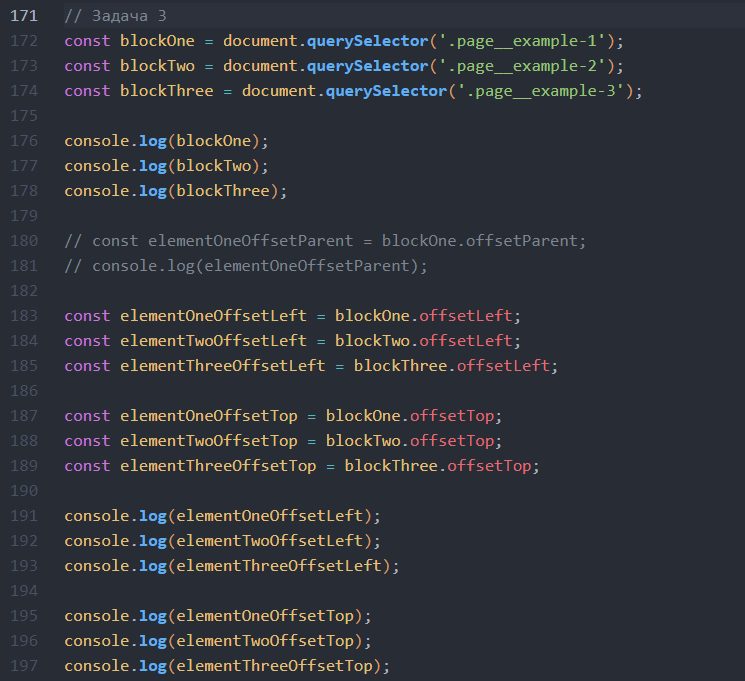 171 // Задача 3
172 const blockOne = document.querySelector('.page__example-1');
173 const blockTwo = document.querySelector('.page__example-2');
174 const blockThree = document.querySelector('.page__example-3');
175
176 console.log(blockOne);
177 console.log(blockTwo);
178 console.log(blockThree);
179
180 // const elementOneOffsetParent = blockOne.offsetParent;
181 // console.log(elementOneOffsetParent);
182
183 const elementOneOffsetLeft = blockOne.offsetLeft;
184 const elementTwoOffsetLeft = blockTwo.offsetLeft;
185 const elementThreeOffsetLeft = blockThree.offsetLeft;
186
187 const elementOneOffsetTop = blockOne.offsetTop;
188 const elementTwoOffsetTop = blockTwo.offsetTop;
189 const elementThreeOffsetTop = blockThree.offsetTop;
190
191 console.log(elementOneOffsetLeft);
192 console.log(elementTwoOffsetLeft);
193 console.log(elementThreeOffsetLeft);
194
195 console.log(elementOneOffsetTop);
196 console.log(elementTwoOffsetTop);
197 console.log(elementThreeOffsetTop);